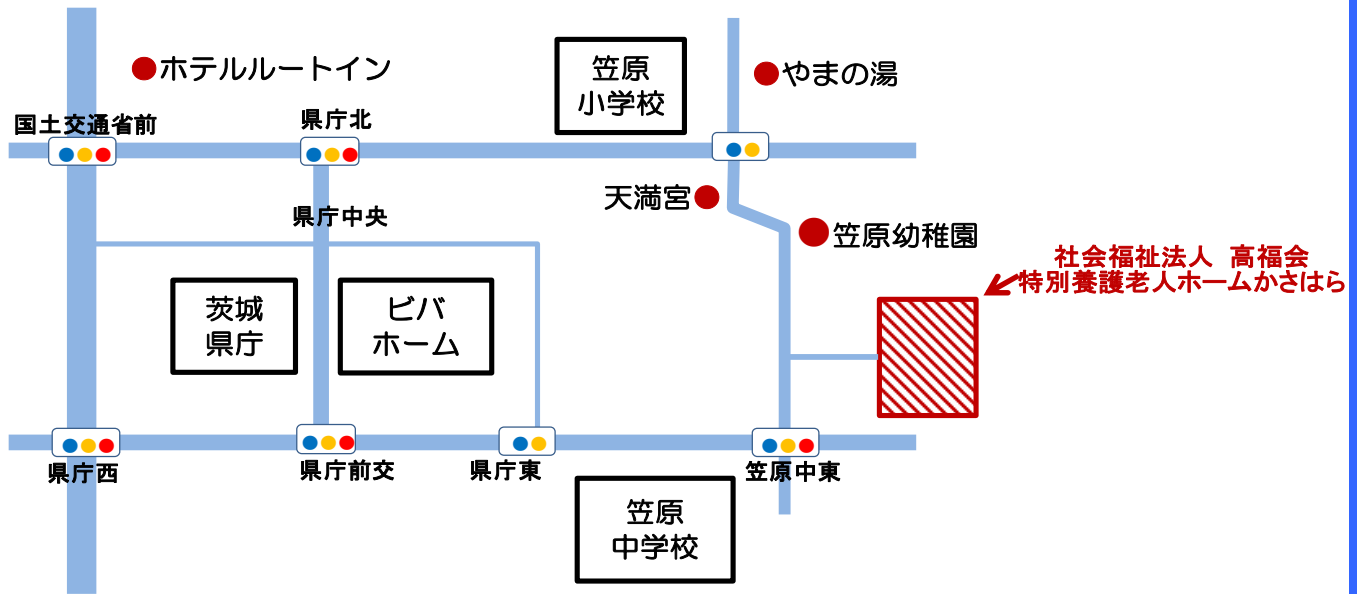 ホテルルートイン
笠原
小学校
やまの湯
国土交通省前
県庁北
天満宮
県庁中央
笠原幼稚園
社会福祉法人 高福会
特別養護老人ホームかさはら
茨城
県庁
ビバ
ホーム
県庁西
県庁前交
県庁東
笠原中東
笠原
中学校